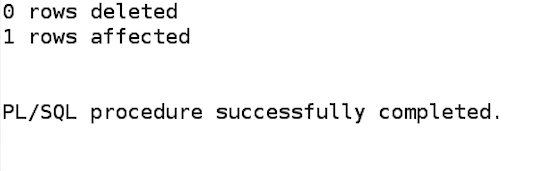 0 rows deleted
1 rows affected
PL/SQL procedure successfully completed.